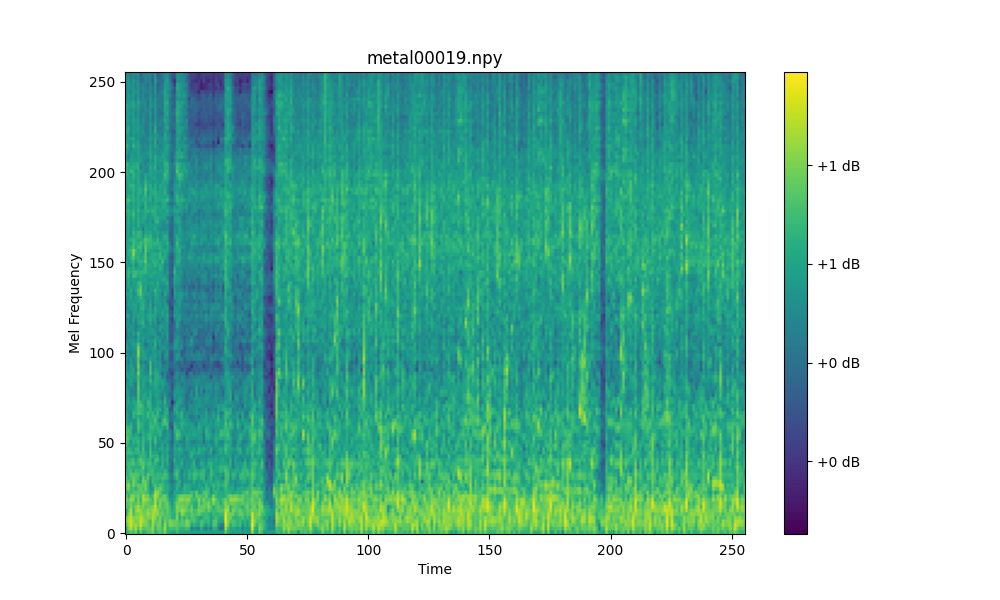 metal00019.npy
Mel Frequency
250
200
150
100
50
0
0 50 100 150 200 250
Time
+1 dB
+1 dB
+0 dB
+0 dB